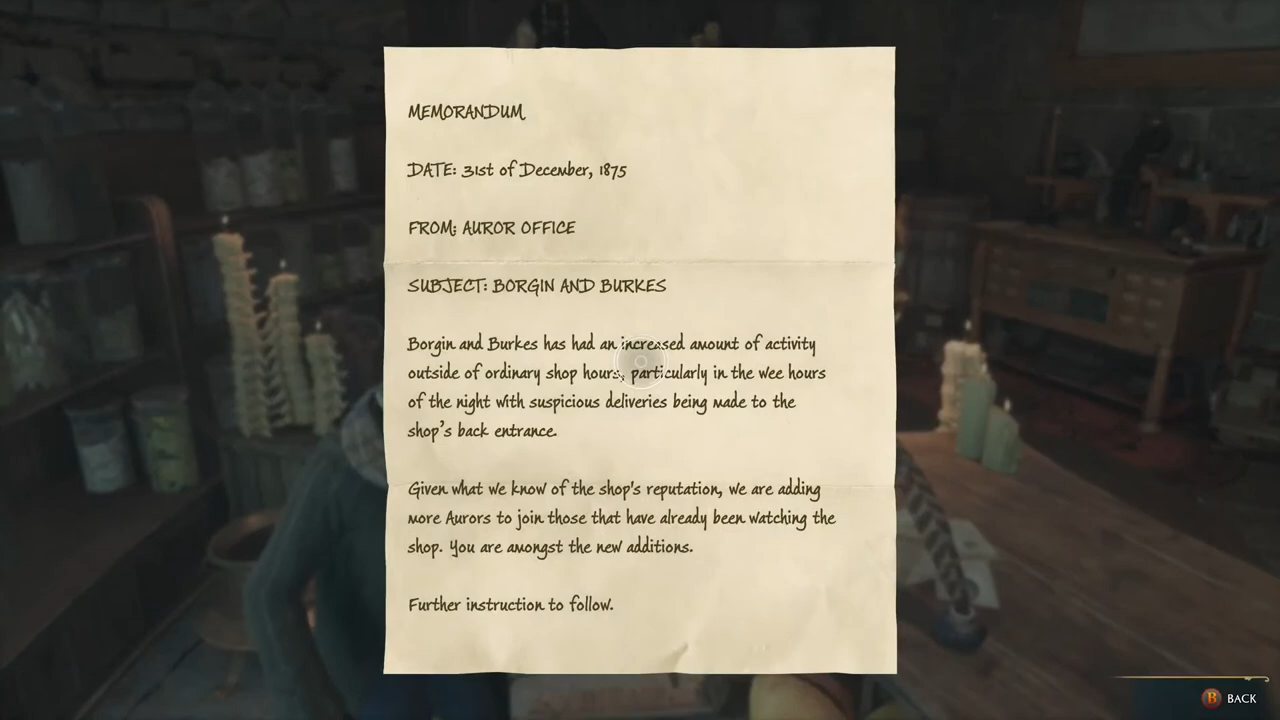 MEMORANDUM
DATE: 31st of December, 1875
FROM: AUROR OFFICE
SUBJECT: BORGIN AND BURKES
Borgin and Burkes has had an increased amount of activity
outside of ordinary shop hours, particularly in the wee hours
of the night with suspicious deliveries being made to the
shop's back entrance.
Given what we know of the shop's reputation, we are adding
more Aurors to join those that have already been watching the
shop. You are amongst the new additions.
Further instruction to follow.
B BACK